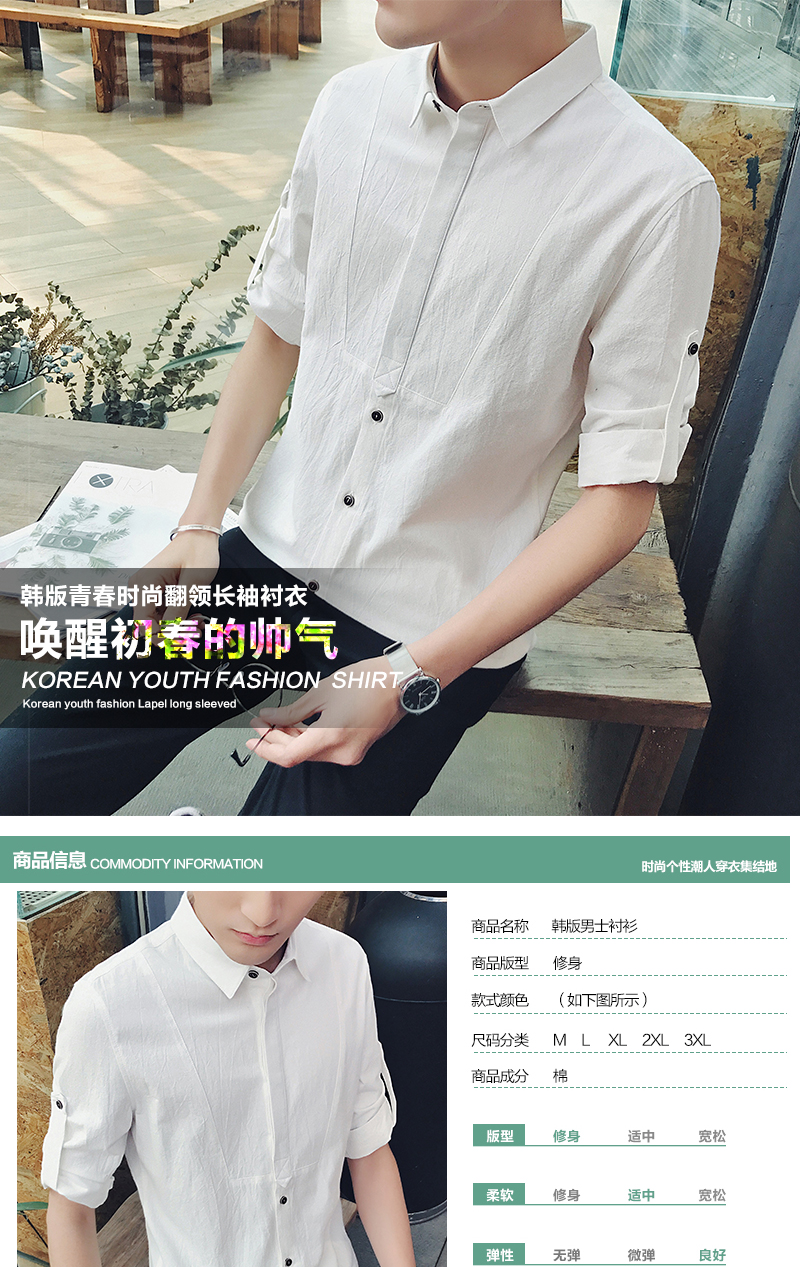 韩版青春时尚翻领长袖衬衣
唤醒初春的帅气
KOREAN YOUTH FASHION SHIRT
Korean youth fashion Lapel long sleeved
商品信息 COMMODITY INFORMATION
时尚个性潮人穿衣集结地
商品名称 韩版男士衬衫
商品版型 修身
款式颜色 （如下图所示）
尺码分类 M L XL 2XL 3XL
商品成分 棉
版型 修身 适中 宽松
柔软 修身 适中 宽松
弹性 无弹 微弹 良好